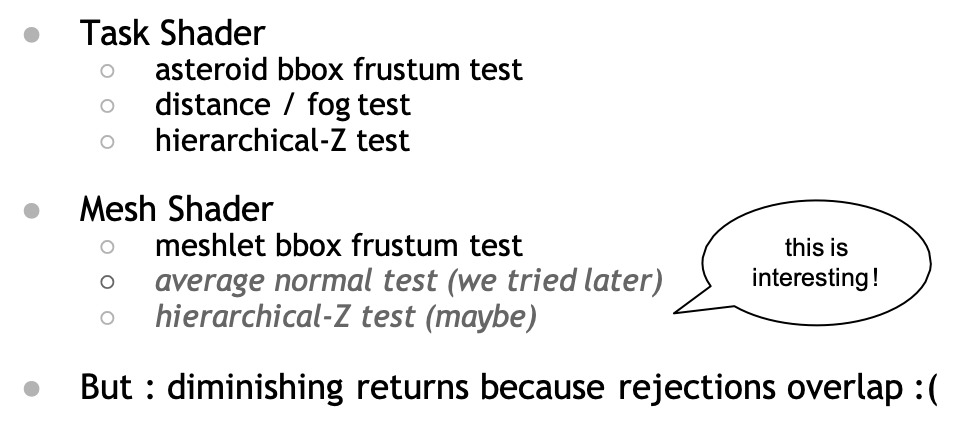 Task Shader
asteroid bbox frustum test
distance / fog test
hierarchical-Z test
Mesh Shader
meshlet bbox frustum test
average normal test (we tried later)
hierarchical-Z test (maybe)
this is
interesting!
But : diminishing returns because rejections overlap :(